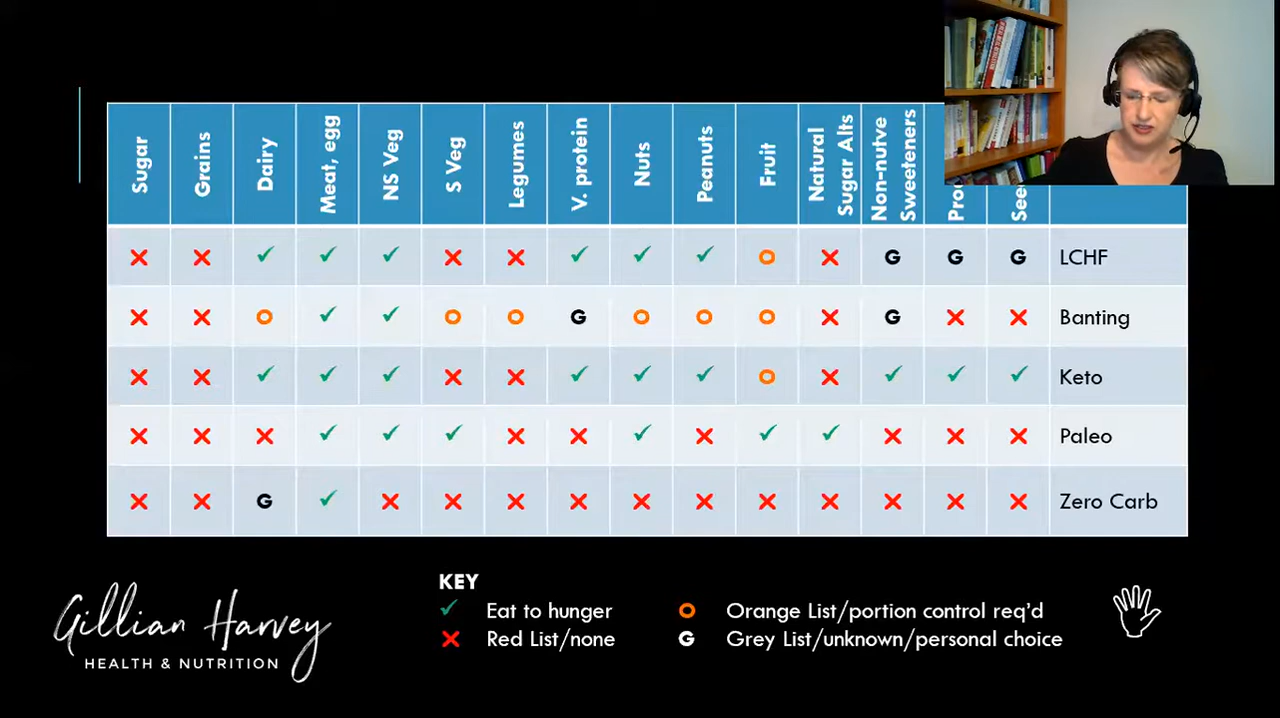 Sugar
Grains
Dairy
Meat, egg
NS Veg
S Veg
Legumes
V. protein
Nuts
Peanuts
Fruit
Natural
Sugar Alts
Non-nutve
Sweeteners
G G G LCHF
G G Banting
Keto
Paleo
G Zero Carb
KEY
Eat to hunger
Orange List/portion control req'd
Red List/none
G Grey List/unknown/personal choice
Gillian Harvey
HEALTH & NUTRITION